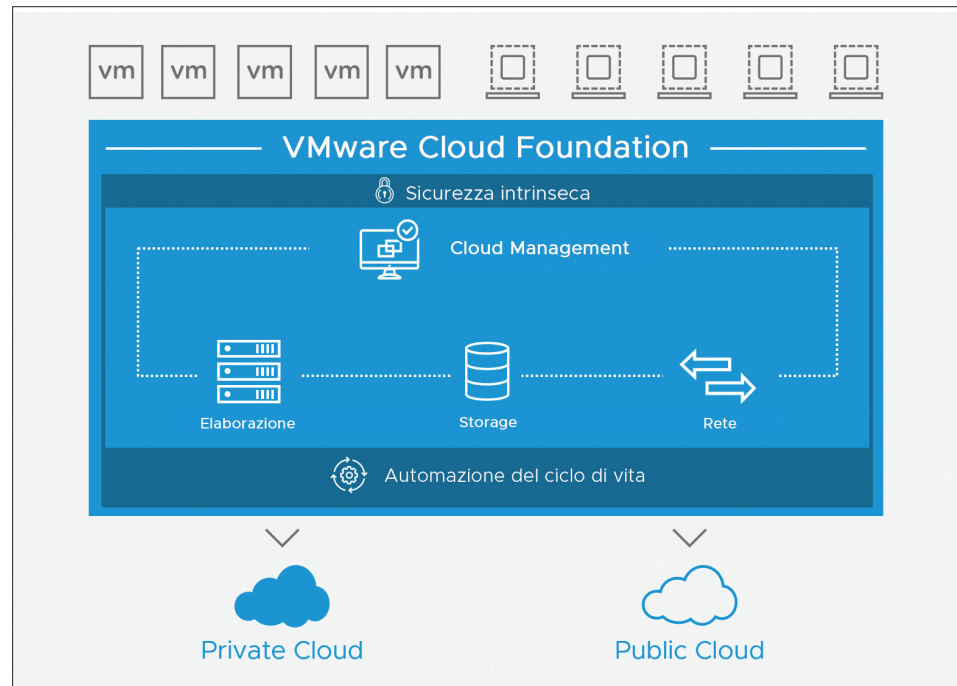 vm vm vm vm vm
VMware Cloud Foundation
Sicurezza intrinseca
Cloud Management
Elaborazione Storage Rete
Automazione del ciclo di vita
Private Cloud Public Cloud